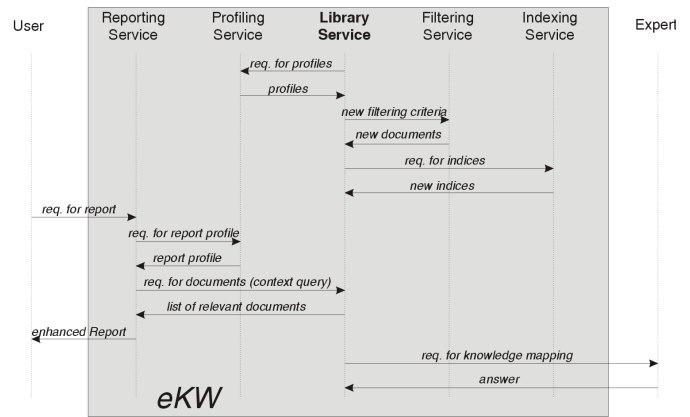 User
Reporting
Service
Profiling
Service
Library
Service
Filtering
Service
Indexing
Service
Expert
req. for profiles
profiles
new filtering criteria
new documents
req. for indices
new indices
req. for report
req. for report profile
report profile
req. for documents (context query)
list of relevant documents
enhanced Report
req. for knowledge mapping
answer
eKW